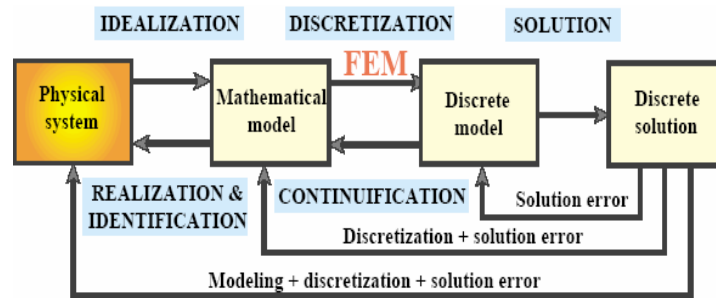 IDEALIZATION
DISCRETIZATION
SOLUTION
FEM
Physical
system
Mathematical
model
Discrete
model
Discrete
solution
REALIZATION &
IDENTIFICATION
CONTINUIFICATION
Solution error
Discretization + solution error
Modeling + discretization + solution error